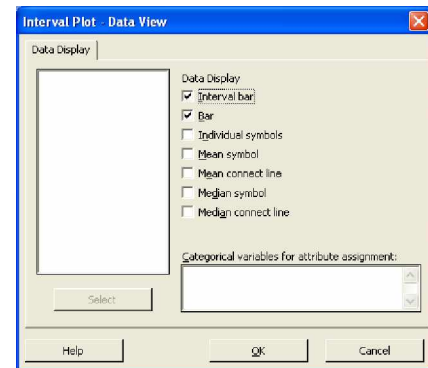 Interval Plot - Data View
Data Display
Data Display
Interval bar
Bar
Individual symbols
Mean symbol
Mean connect line
Median symbol
Median connect line
Categorical variables for attribute assignment:
Select
Help
OK
Cancel